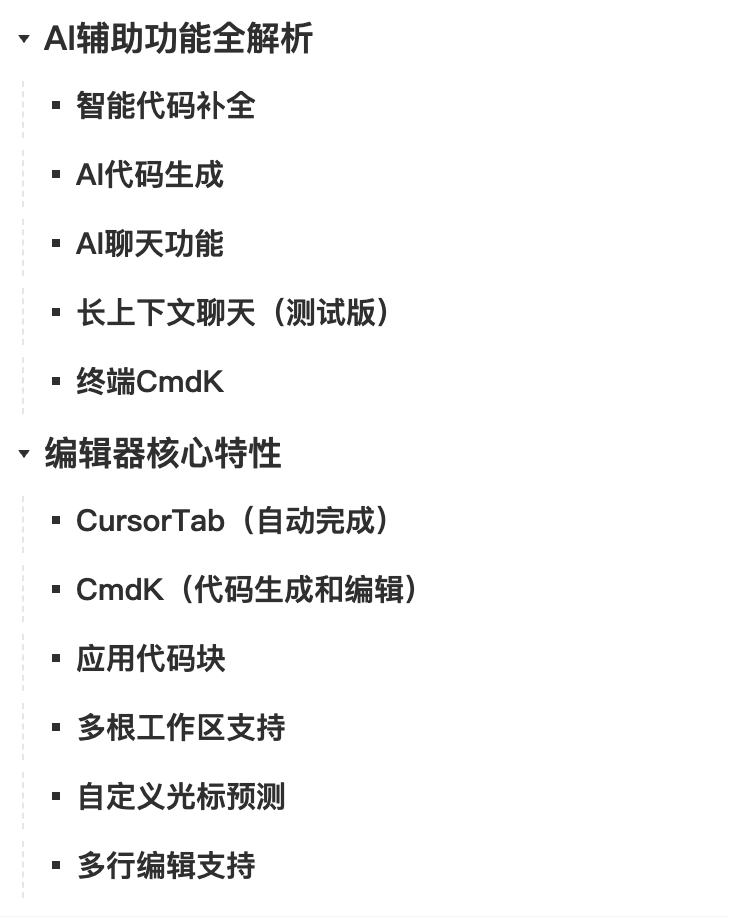 AI辅助功能全解析
智能代码补全
AI代码生成
AI聊天功能
长上下文聊天（测试版）
终端CmdK
编辑器核心特性
CursorTab（自动完成）
CmdK（代码生成和编辑）
应用代码块
多根工作区支持
自定义光标预测
多行编辑支持